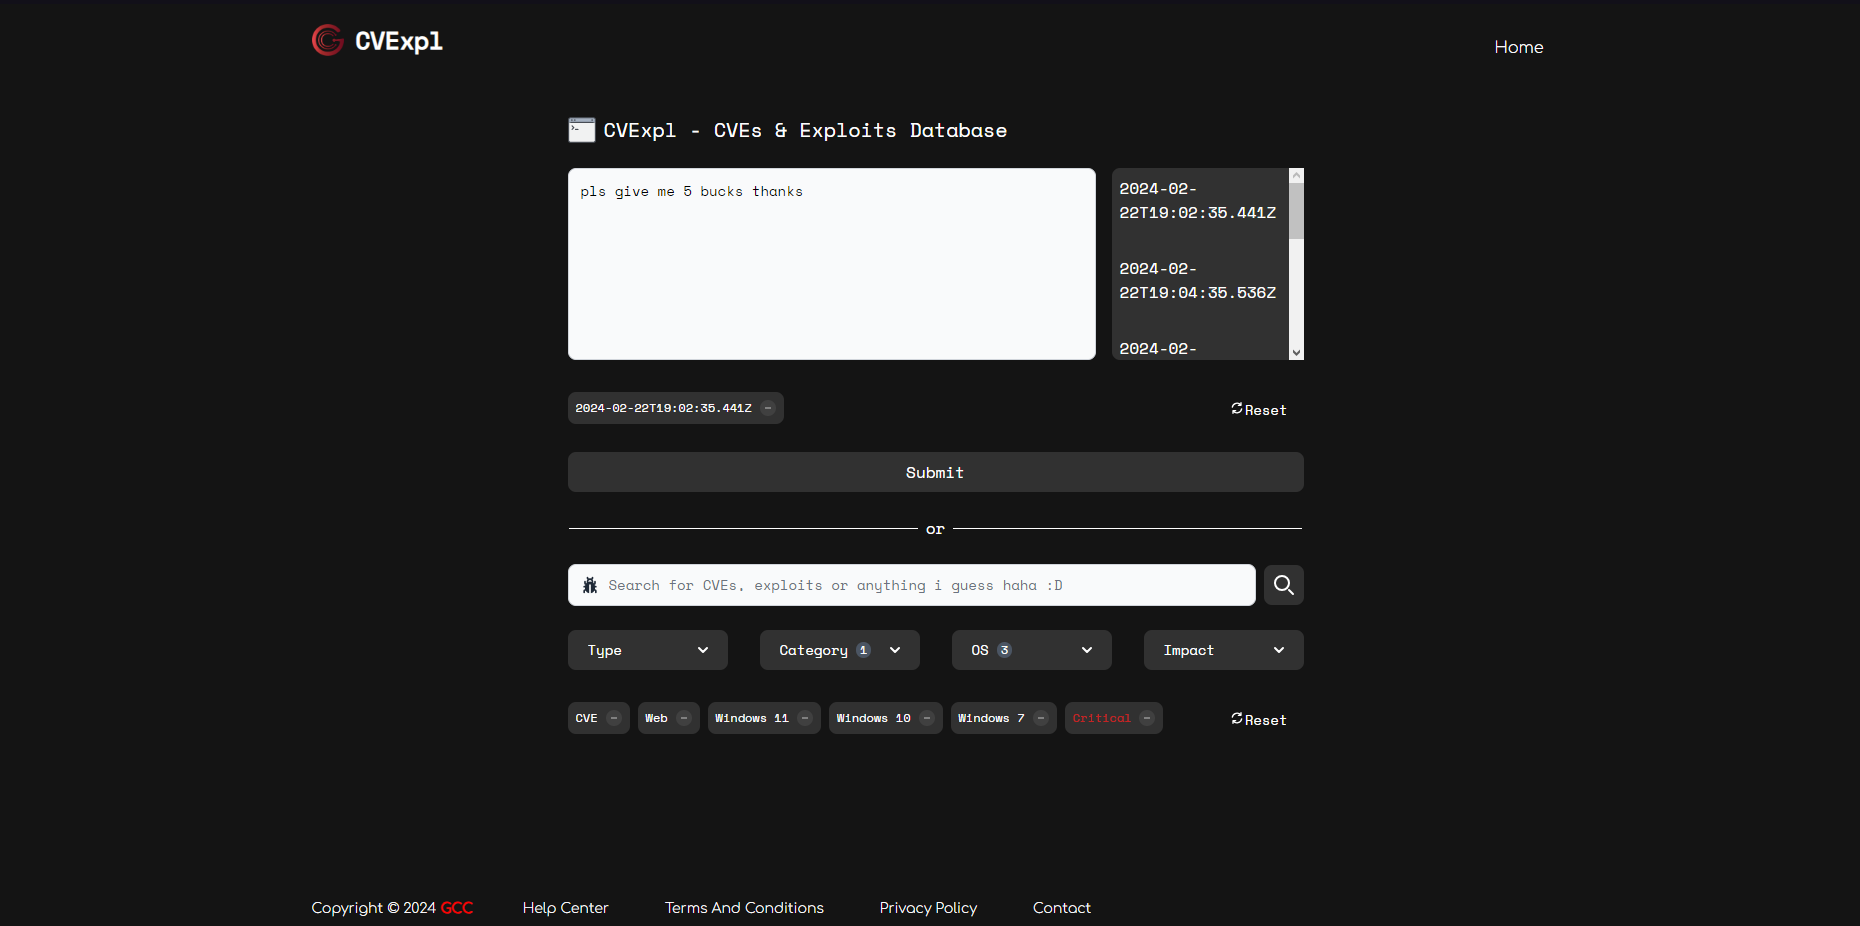 CVExpl
Home
CVExpl - CVEs & Exploits Database
pls give me 5 bucks thanks
2024-02-
22T19:02:35.441Z
2024-02-
22T19:04:35.536Z
2024-02-
2024-02-22T19:02:35.441Z
Reset
Submit
or
Search for CVEs, exploits or anything i guess haha :D
Type
Category 1
OS 3
Impact
CVE
Web
Windows 11
Windows 10
Windows 7
Critical
Reset
Copyright © 2024 GCC
Help Center
Terms And Conditions
Privacy Policy
Contact